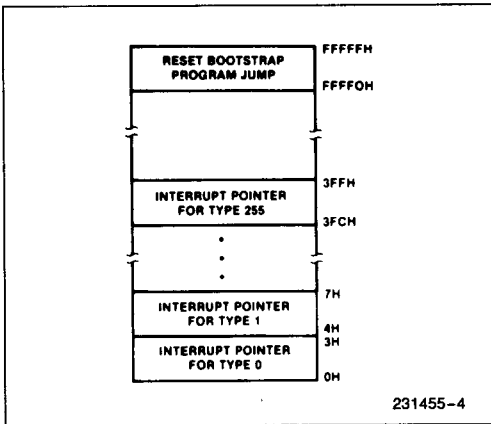 FFFFFH
RESET BOOTSTRAP
PROGRAM JUMP
FFFF0H
3FFH
INTERRUPT POINTER
FOR TYPE 255
3FCH
7H
INTERRUPT POINTER
FOR TYPE 1
4H
3H
INTERRUPT POINTER
FOR TYPE 0
0H
231455-4